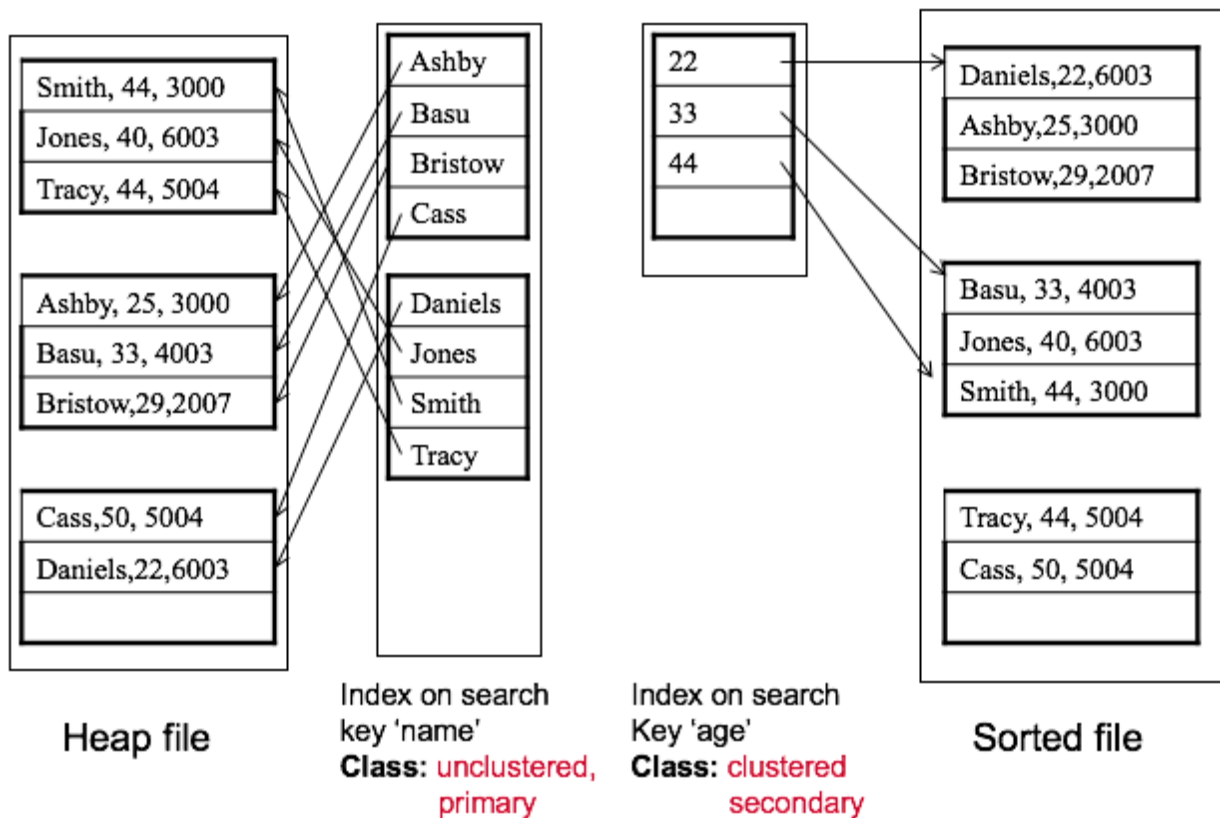 Smith, 44, 3000
Jones, 40, 6003
Tracy, 44, 5004
Ashby, 25, 3000
Basu, 33, 4003
Bristow,29,2007
Cass,50, 5004
Daniels,22,6003
Heap file
Ashby
Basu
Bristow
Cass
Daniels
Jones
Smith
Tracy
Index on search
key ‘name’
Class: unclustered,
primary
22
33
44
Index on search
Key ‘age’
Class: clustered
secondary
Daniels,22,6003
Ashby,25,3000
Bristow,29,2007
Basu, 33, 4003
Jones, 40, 6003
Smith, 44, 3000
Tracy, 44, 5004
Cass, 50, 5004
Sorted file